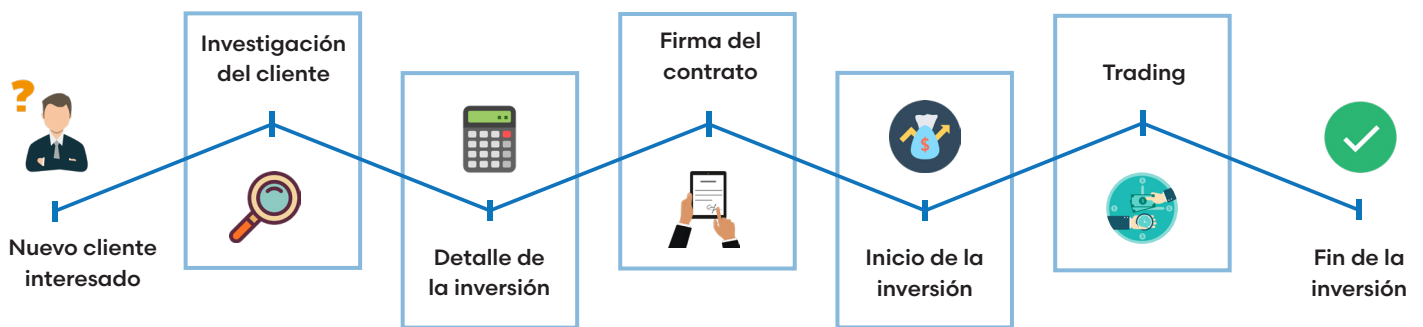 Nuevo cliente
interesado
Investigación
del cliente
Detalle de
la inversión
Firma del
contrato
Inicio de la
inversión
Trading
Fin de la
inversión